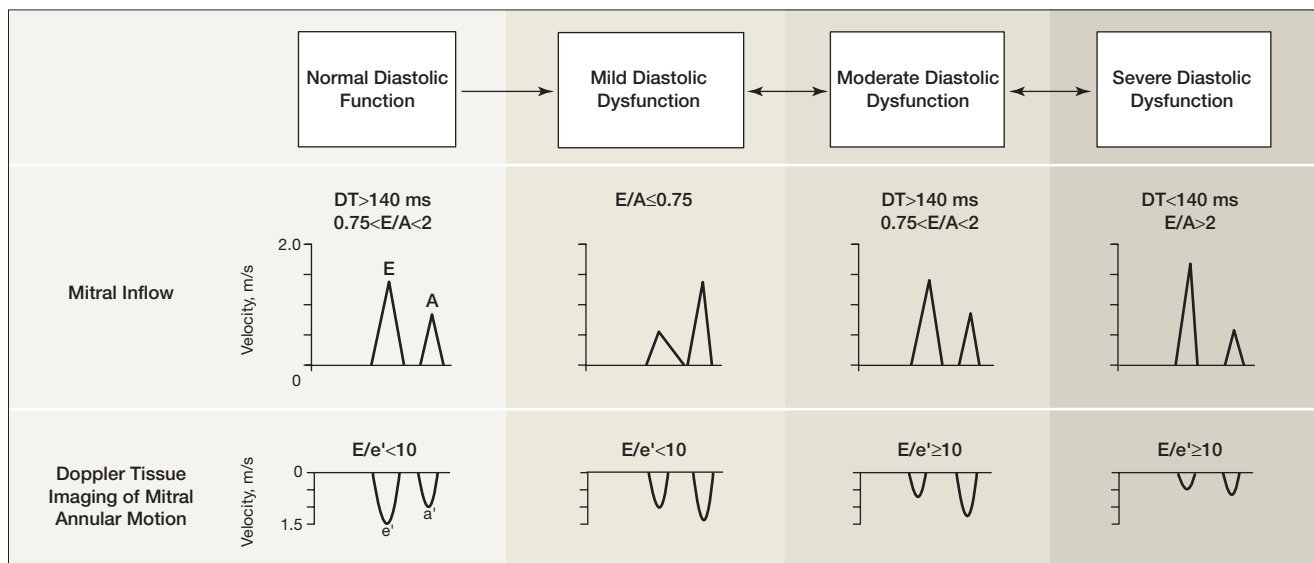 Normal Diastolic
Function
Mild Diastolic
Dysfunction
Moderate Diastolic
Dysfunction
Severe Diastolic
Dysfunction
Mitral Inflow
DT>140 ms
0.75<E/A<2
Velocity, m/s
2.0
0
E
A
E/A≤0.75
DT>140 ms
0.75<E/A<2
DT<140 ms
E/A>2
Doppler Tissue
Imaging of Mitral
Annular Motion
E/e'<10
Velocity, m/s
0
1.5
e'
a'
E/e'<10
E/e'≥10
E/e'≥10